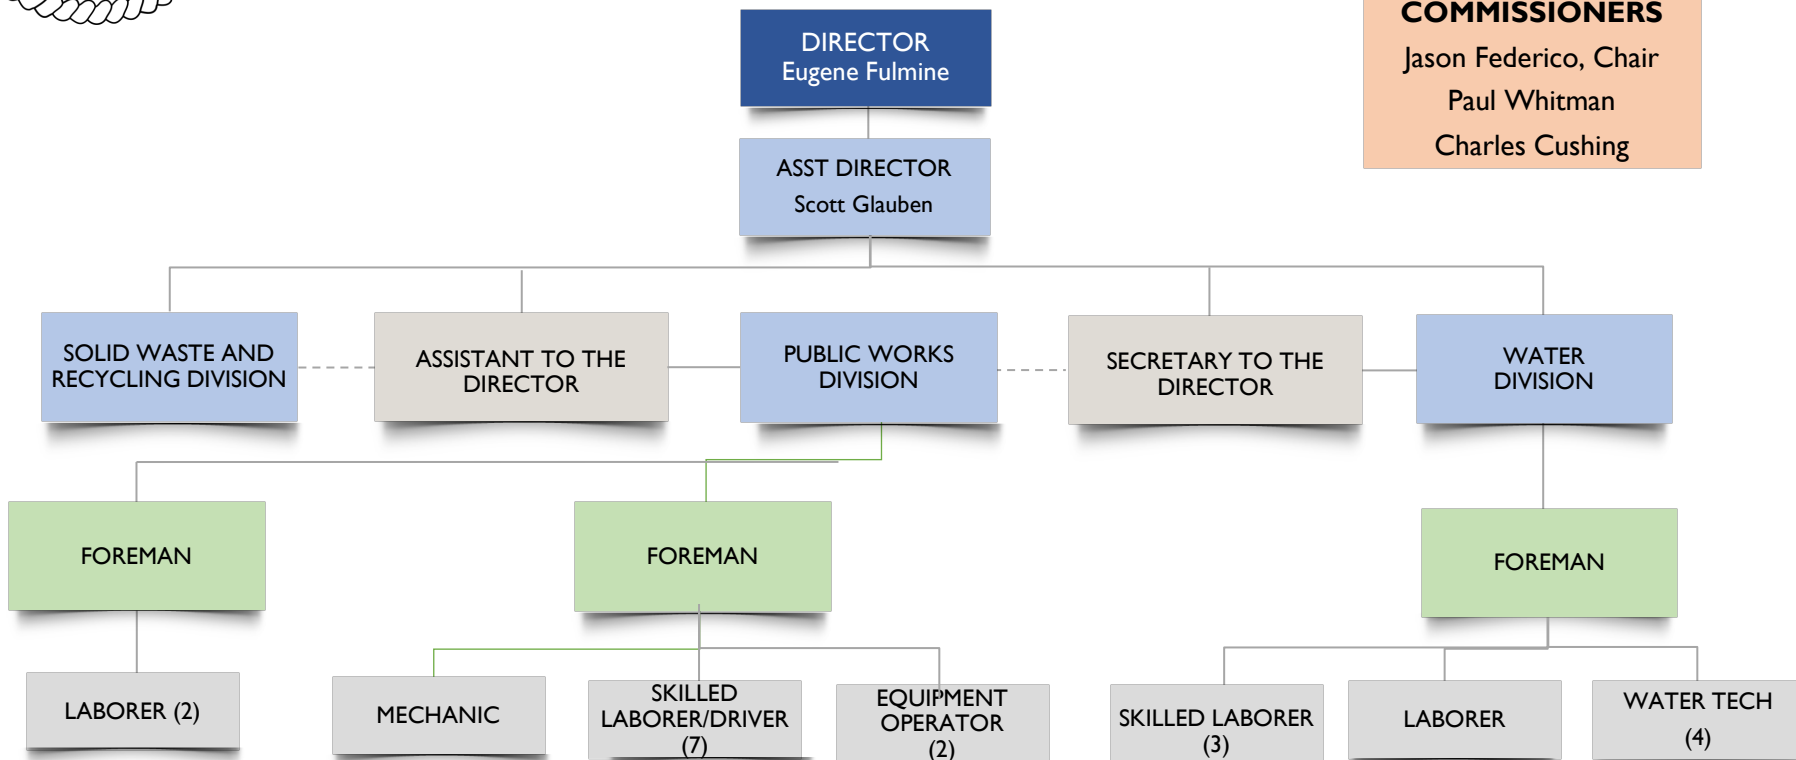 COMMISSIONERS
Jason Federico, Chair
Paul Whitman
Charles Cushing
DIRECTOR
Eugene Fulmine
ASST DIRECTOR
Scott Glauben
SOLID WASTE AND
RECYCLING DIVISION
ASSISTANT TO THE
DIRECTOR
PUBLIC WORKS
DIVISION
SECRETARY TO THE
DIRECTOR
WATER
DIVISION
FOREMAN
FOREMAN
FOREMAN
LABORER (2)
MECHANIC
SKILLED
LABORER/DRIVER
(7)
EQUIPMENT
OPERATOR
(2)
SKILLED LABORER
(3)
LABORER
WATER TECH
(4)